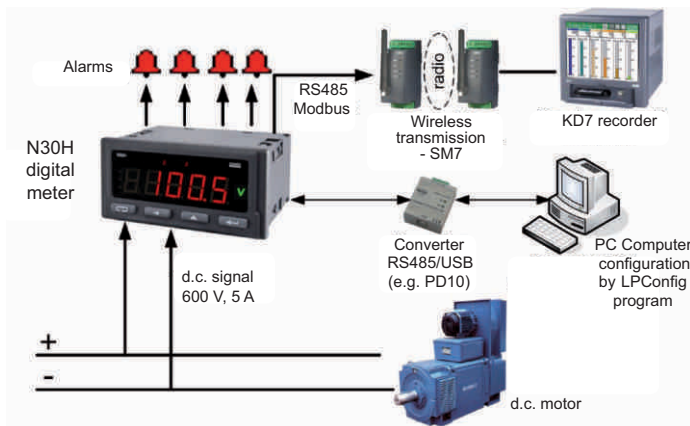 Alarms
RS485
Modbus
radio
Wireless
transmission
- SM7
KD7 recorder
N30H
digital
meter
100.5
V
Converter
RS485/USB
(e.g. PD10)
PC Computer
configuration
by LPConfig
program
d.c. signal
600 V, 5 A
+
-
d.c. motor